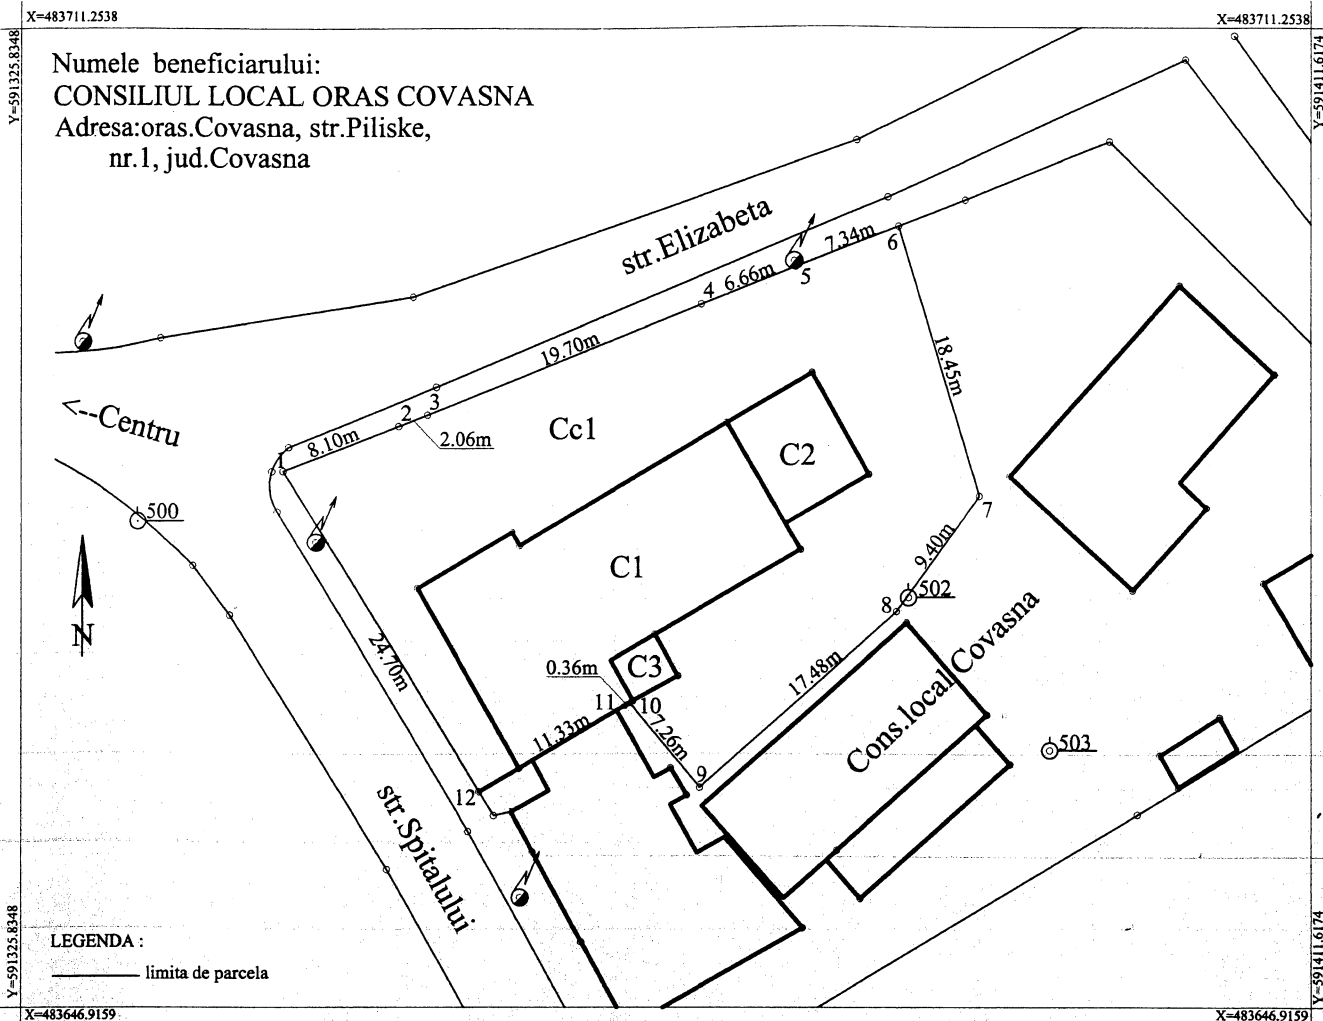 X=483711.2538
X=483711.2538
Y=591325.8348
Y=591411.6174
Numele beneficiarului:
CONSILIUL LOCAL ORAS COVASNA
Adresa:oras.Covasna, str.Piliske,
nr.1, jud.Covasna
str.Elizabeta
7.34m
6
5
6.66m
4
19.70m
18.45m
<--Centru
3
2
2.06m
8.10m
1
Cc1
C2
500
7
C1
9.40m
502
8
N
24.70m
C3
0.36m
11
10
17.48m
Cons.local Covasna
11.33m
7.26m
9
503
12
str.Spitalului
LEGENDA :
limita de parcela
Y=591325.8348
Y=591411.6174
X=483646.9159
X=483646.9159